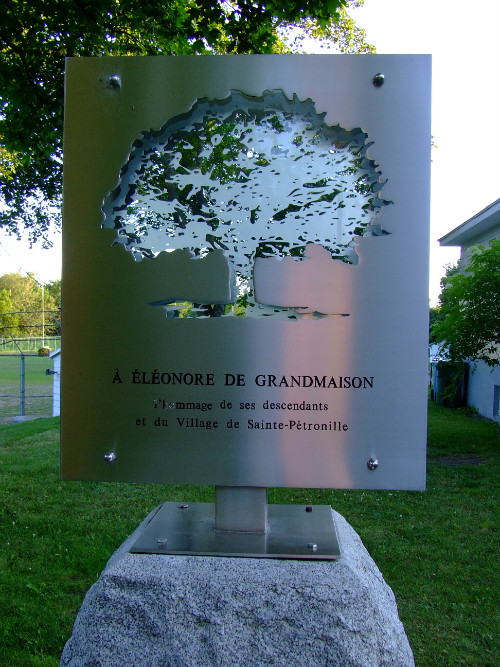 À ÉLÉONORE DE GRANDMAISON
l'hommage de ses descendants
et du Village de Sainte-Pétronille